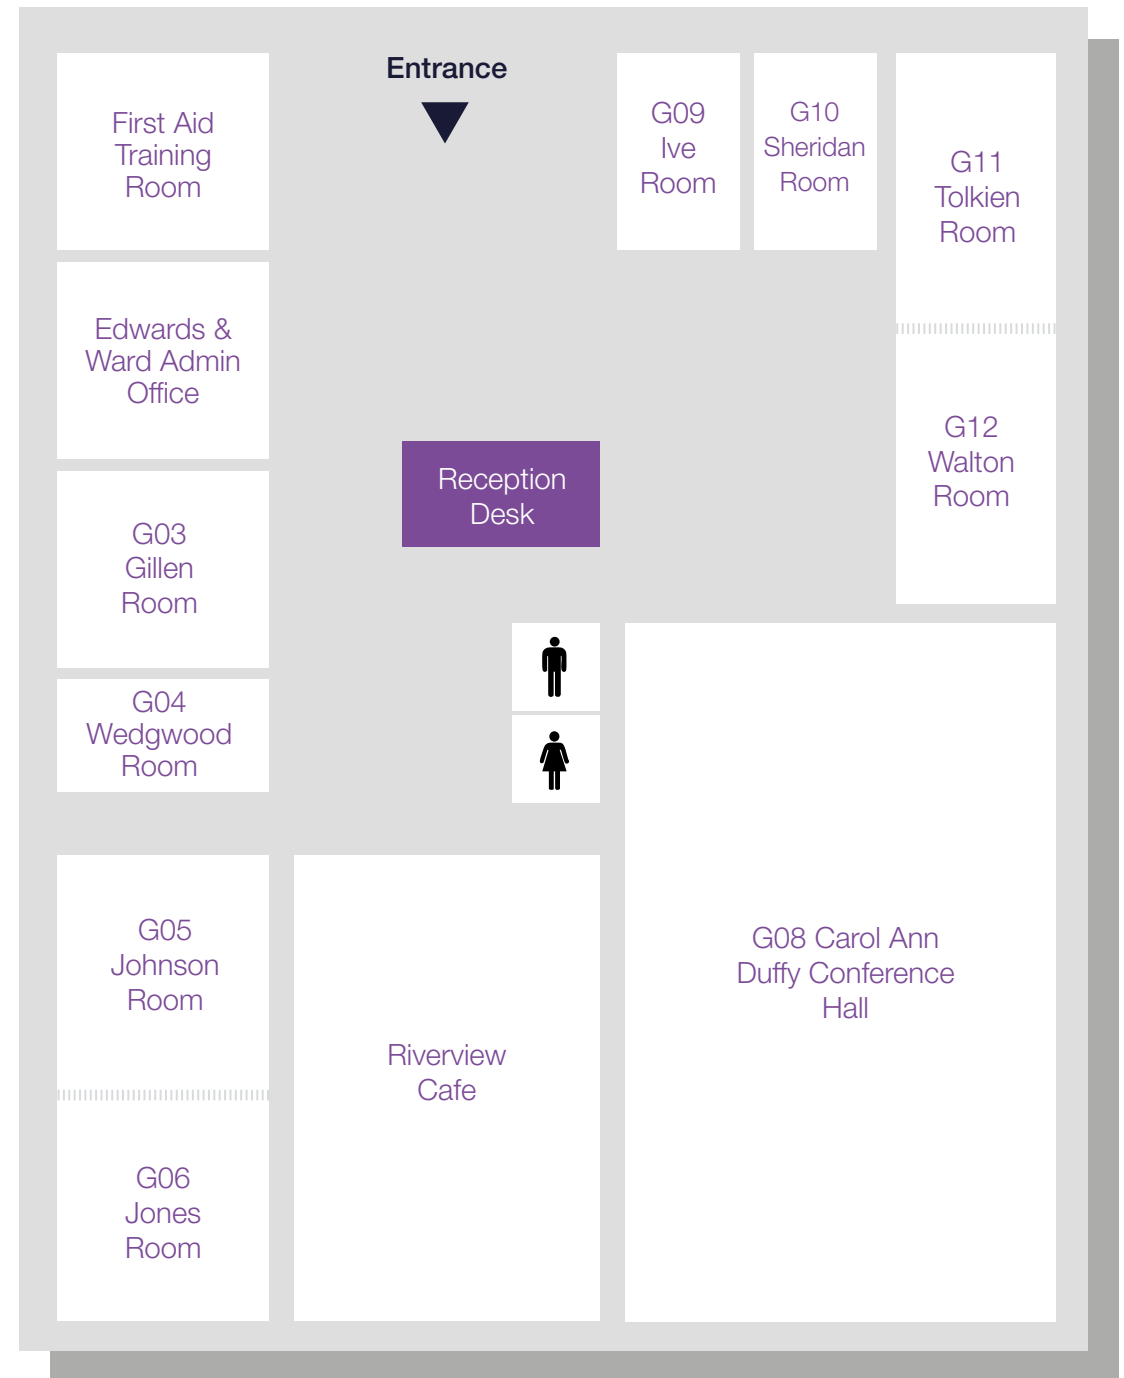 Entrance
First Aid
Training
Room
G09
Ive
Room
G10
Sheridan
Room
G11
Tolkien
Room
Edwards &
Ward Admin
Office
G12
Walton
Room
Reception
Desk
G03
Gillen
Room
G04
Wedgwood
Room
G05
Johnson
Room
G08 Carol Ann
Duffy Conference
Hall
Riverview
Cafe
G06
Jones
Room